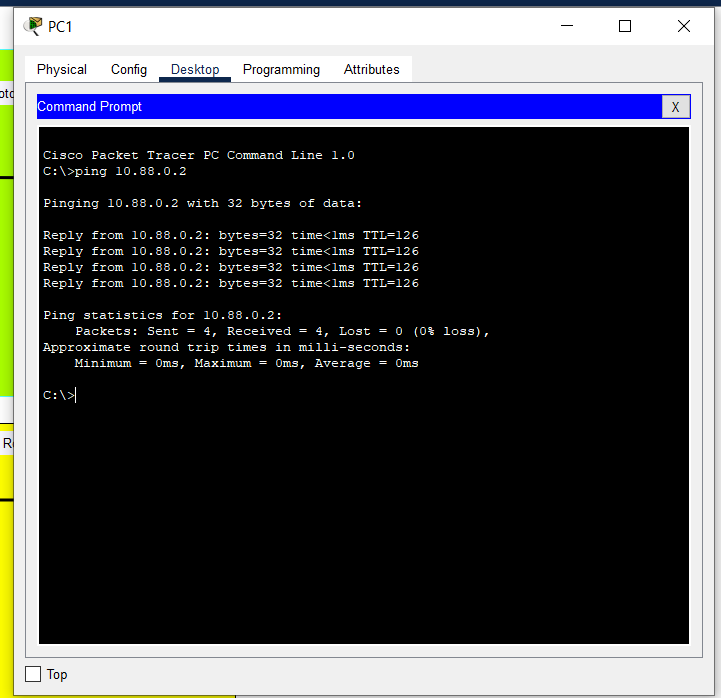 PC1
Physical Config Desktop Programming Attributes
Command Prompt X
Cisco Packet Tracer PC Command Line 1.0
C:\>ping 10.88.0.2
Pinging 10.88.0.2 with 32 bytes of data:
Reply from 10.88.0.2: bytes=32 time<1ms TTL=126
Reply from 10.88.0.2: bytes=32 time<1ms TTL=126
Reply from 10.88.0.2: bytes=32 time<1ms TTL=126
Reply from 10.88.0.2: bytes=32 time<1ms TTL=126
Ping statistics for 10.88.0.2:
Packets: Sent = 4, Received = 4, Lost = 0 (0% loss),
Approximate round trip times in milli-seconds:
Minimum = 0ms, Maximum = 0ms, Average = 0ms
C:\>
Top